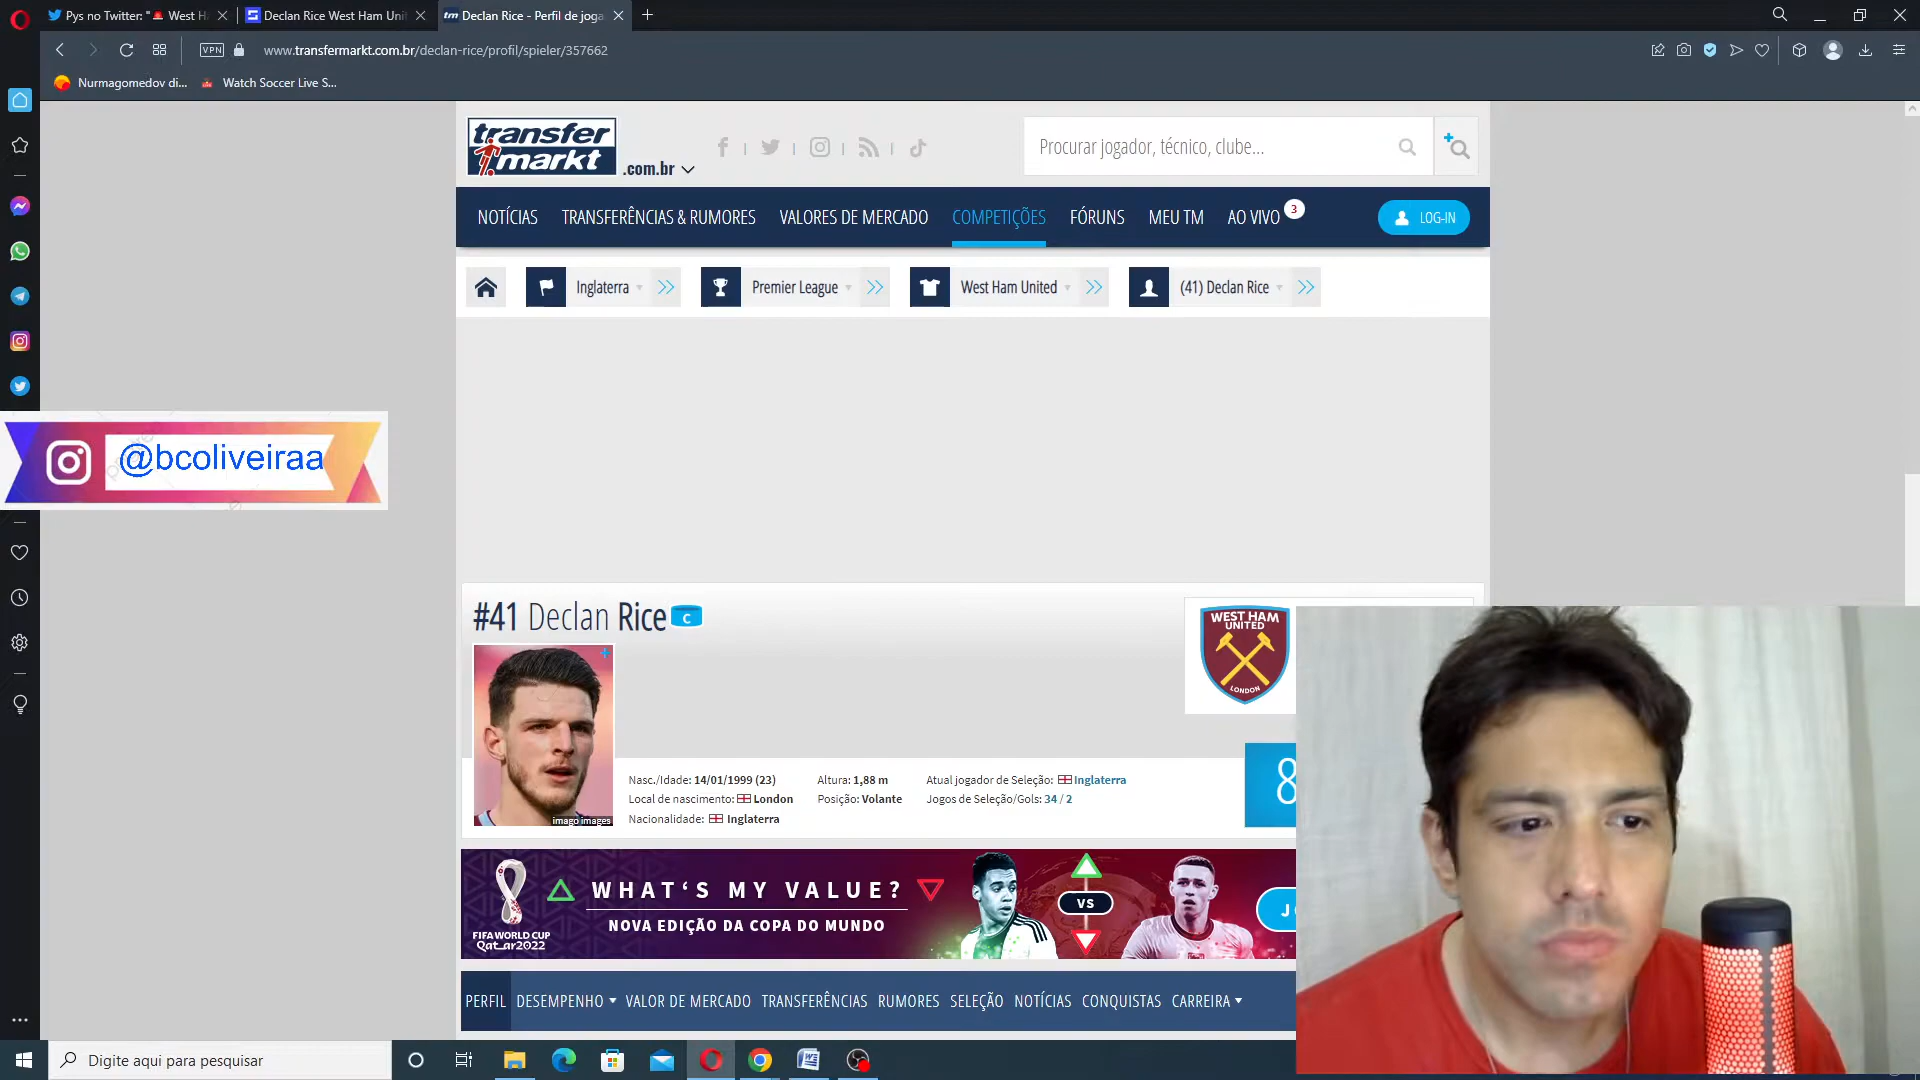 Pys no Twitter: "🚨 West H
Declan Rice West Ham Uni
tm Declan Rice - Perfil de joga
VPN
www.transfermarkt.com.br/declan-rice/profil/spieler/357662
Nurmagomedov di...
Watch Soccer Live S...
transfer
markt
.com.br
Procurar jogador, técnico, clube...
NOTÍCIAS
TRANSFERÊNCIAS & RUMORES
VALORES DE MERCADO
COMPETIÇÕES
FÓRUNS
MEU TM
AO VIVO 3
LOG-IN
Inglaterra
Premier League
West Ham United
(41) Declan Rice
@bcoliveiraa
#41 Declan Rice C
WEST HAM
UNITED
LONDON
imago images
Nasc./Idade: 14/01/1999 (23)
Local de nascimento: London
Nacionalidade: Inglaterra
Altura: 1,88 m
Posição: Volante
Atual jogador de Seleção: Inglaterra
Jogos de Seleção/Gols: 34 / 2
8
FIFA WORLD CUP
Qatar2022
WHAT'S MY VALUE?
NOVA EDIÇÃO DA COPA DO MUNDO
VS
PERFIL
DESEMPENHO
VALOR DE MERCADO
TRANSFERÊNCIAS
RUMORES
SELEÇÃO
NOTÍCIAS
CONQUISTAS
CARREIRA
Digite aqui para pesquisar